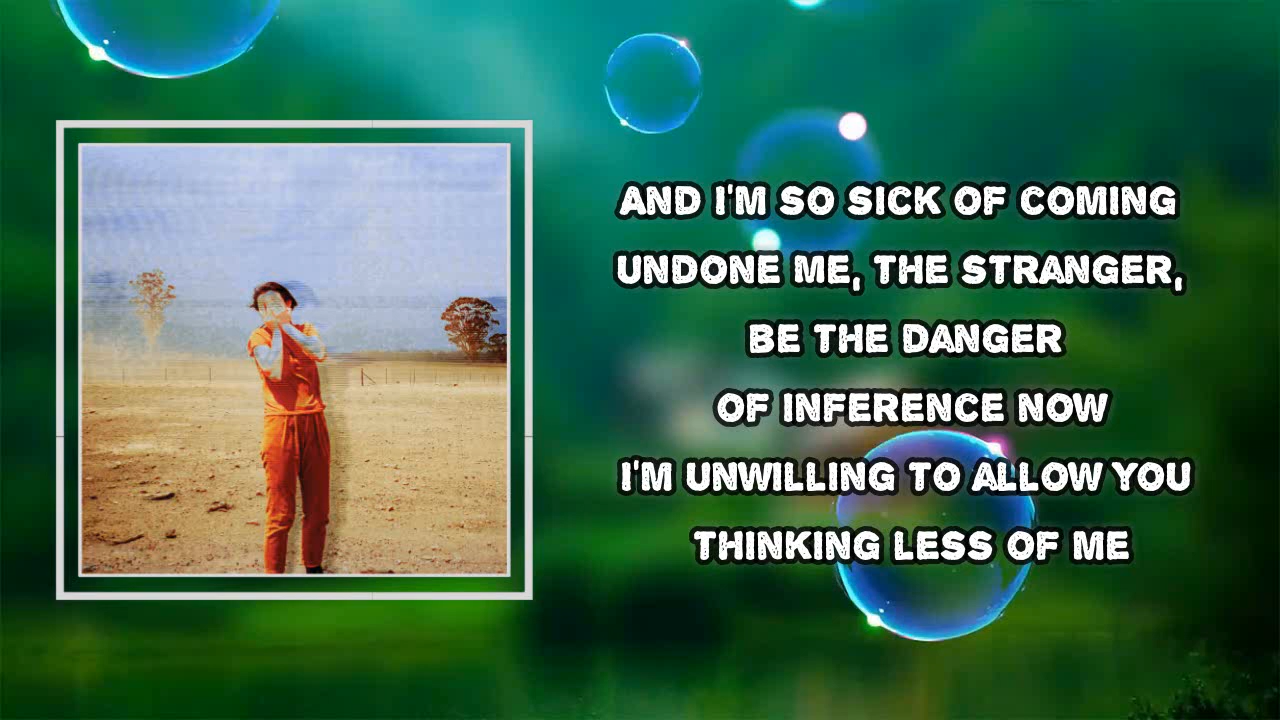 AND I'M SO SICK OF COMING
UNDONE ME, THE STRANGER,
BE THE DANGER
OF INFERENCE NOW
I'M UNWILLING TO ALLOW YOU
THINKING LESS OF ME